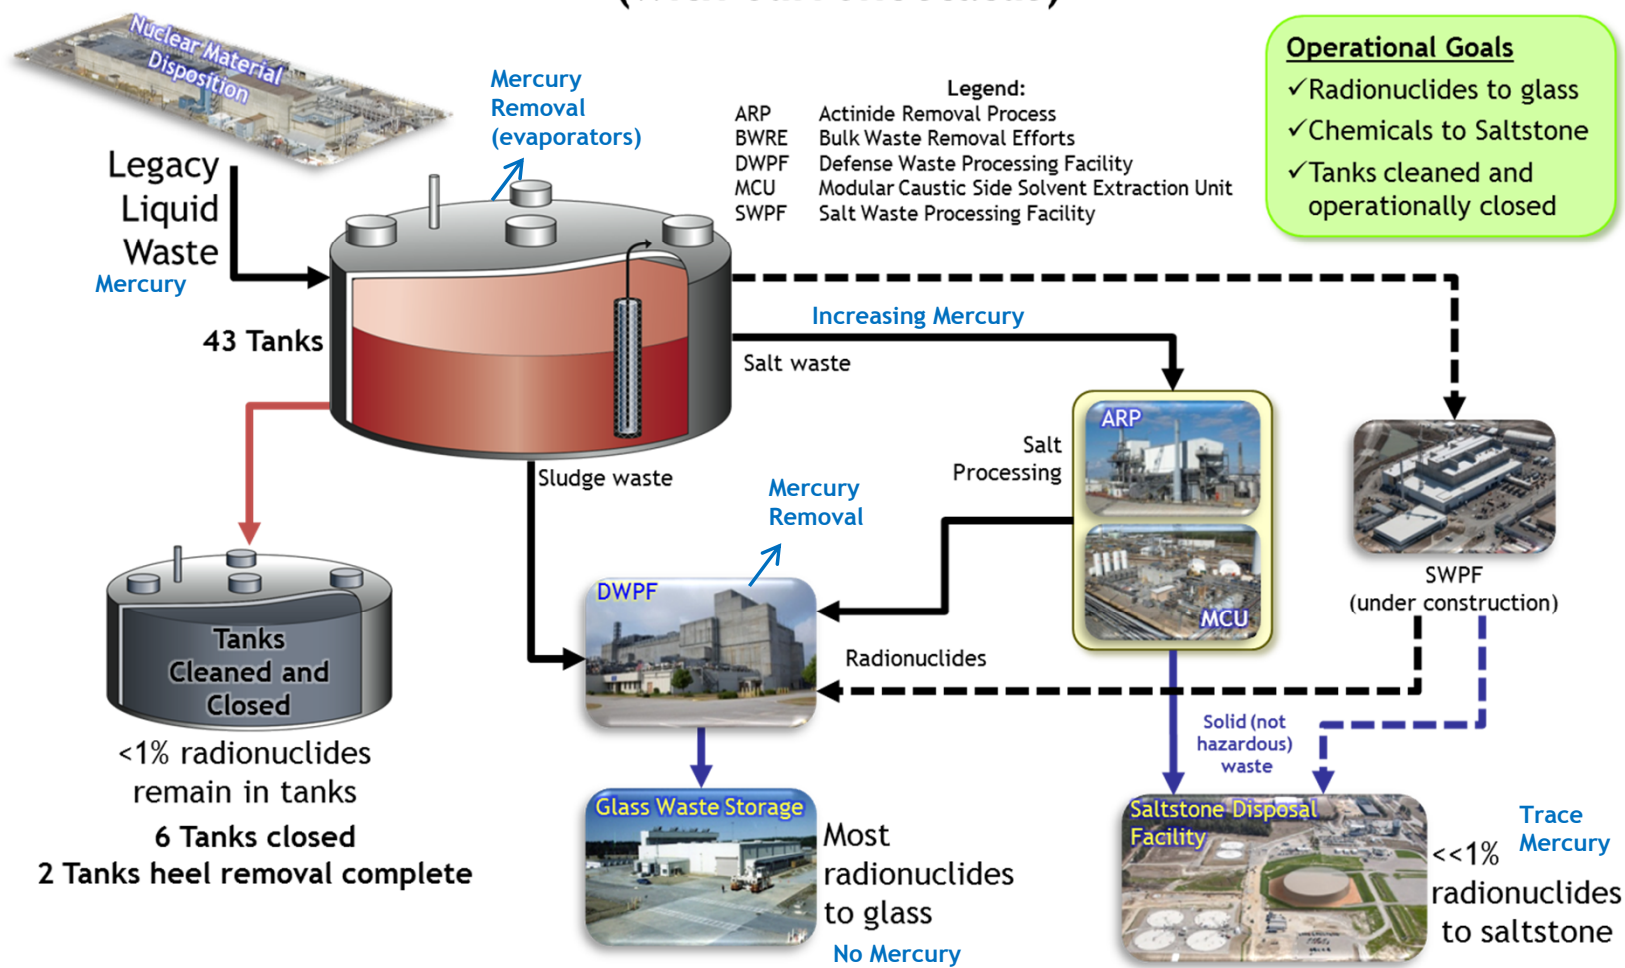 Nuclear Material
Disposition
Legacy
Liquid
Waste
Mercury
Mercury
Removal
(evaporators)
Legend:
ARP Actinide Removal Process
BWRE Bulk Waste Removal Efforts
DWPF Defense Waste Processing Facility
MCU Modular Caustic Side Solvent Extraction Unit
SWPF Salt Waste Processing Facility
Operational Goals
✓Radionuclides to glass
✓Chemicals to Saltstone
✓Tanks cleaned and
operationally closed
43 Tanks
Increasing Mercury
Salt waste
Sludge waste
Salt
Processing
ARP
MCU
SWPF
(under construction)
Mercury
Removal
DWPF
Radionuclides
Tanks
Cleaned and
Closed
<1% radionuclides
remain in tanks
6 Tanks closed
2 Tanks heel removal complete
Glass Waste Storage
Most
radionuclides
to glass
No Mercury
Solid (not
hazardous)
waste
Saltstone Disposal
Facility
Trace
Mercury
<<1%
radionuclides
to saltstone